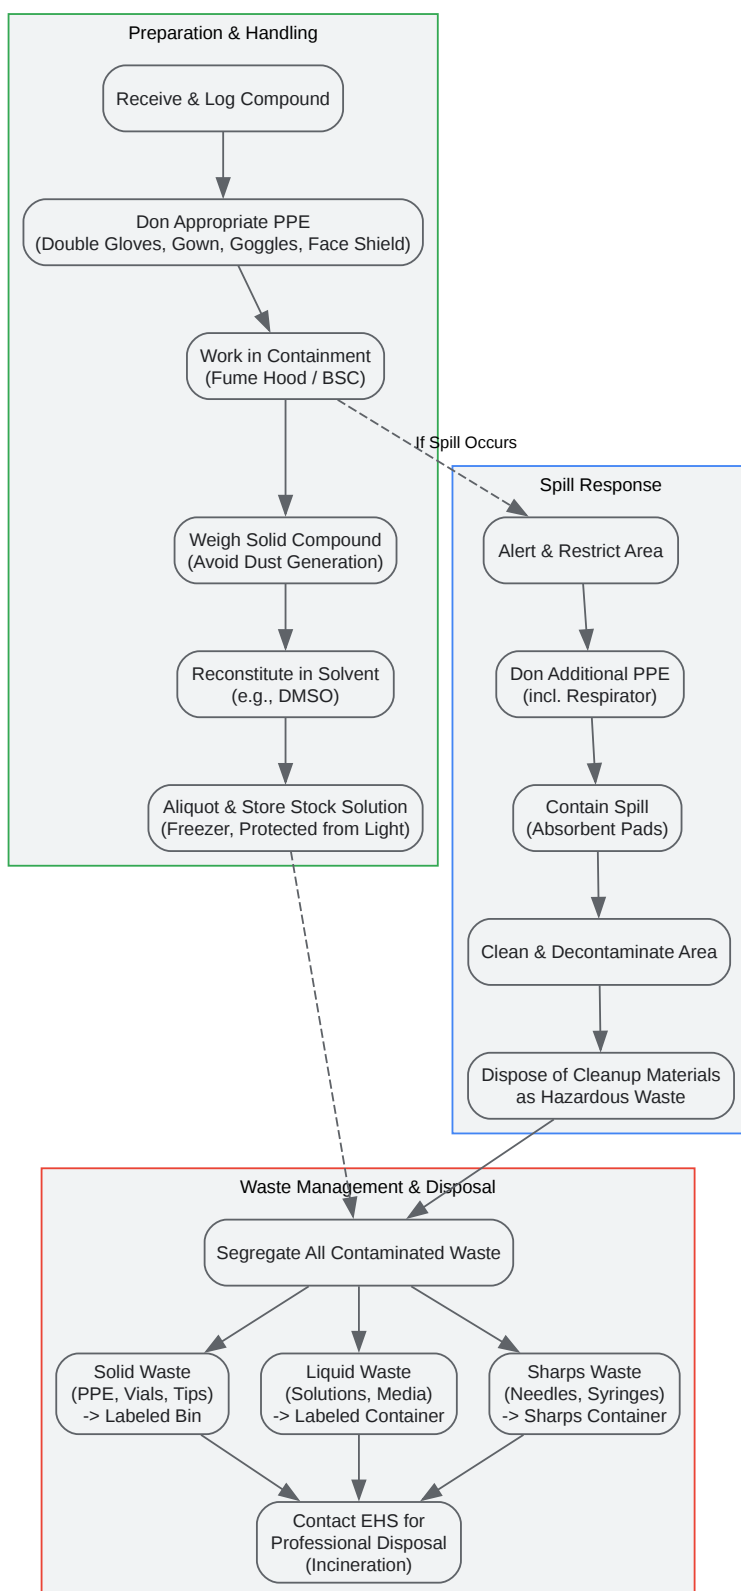 Preparation & Handling
Receive & Log Compound
Don Appropriate PPE
(Double Gloves, Gown, Goggles, Face Shield)
Work in Containment
(Fume Hood / BSC)
If Spill Occurs
Weigh Solid Compound
(Avoid Dust Generation)
Reconstitute in Solvent
(e.g., DMSO)
Aliquot & Store Stock Solution
(Freezer, Protected from Light)
Spill Response
Alert & Restrict Area
Don Additional PPE
(incl. Respirator)
Contain Spill
(Absorbent Pads)
Clean & Decontaminate Area
Dispose of Cleanup Materials
as Hazardous Waste
Waste Management & Disposal
Segregate All Contaminated Waste
Solid Waste
(PPE, Vials, Tips)
-> Labeled Bin
Liquid Waste
(Solutions, Media)
-> Labeled Container
Sharps Waste
(Needles, Syringes)
-> Sharps Container
Contact EHS for
Professional Disposal
(Incineration)